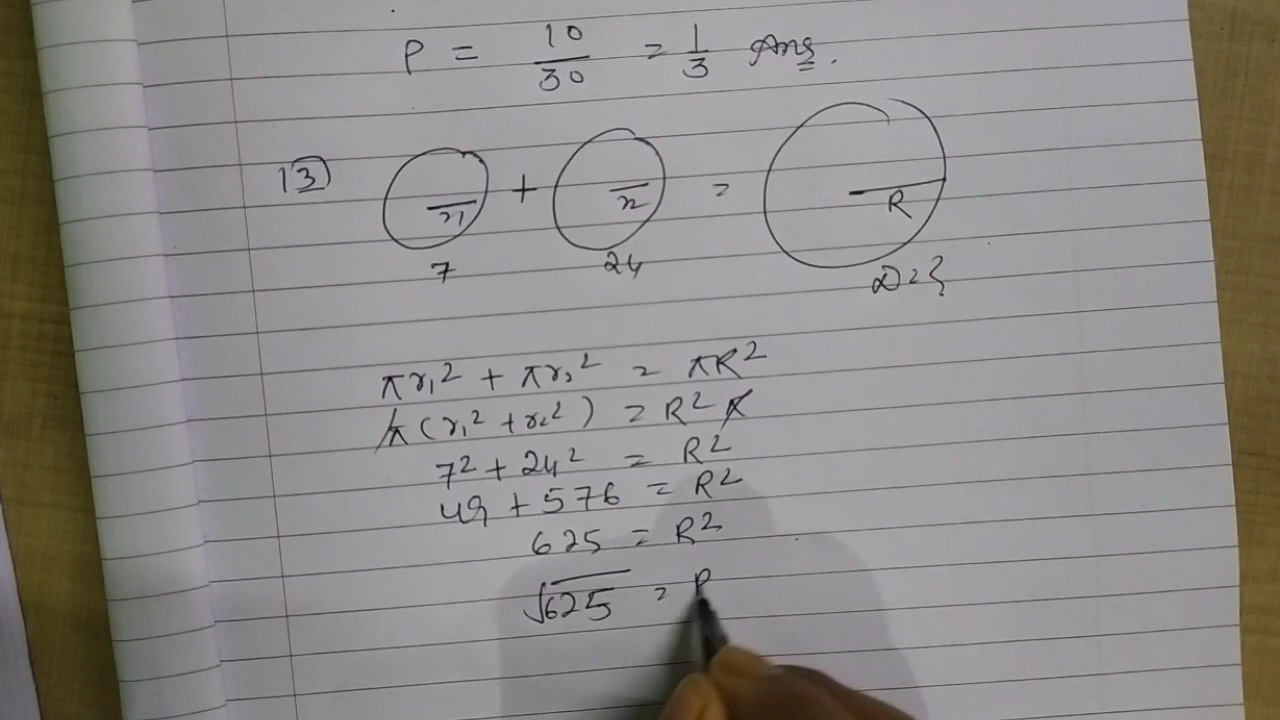 P = 10/30 = 1/3 Ans.
13) r₁ + r₂ = R
7 24 D = ?
πr₁² + πr₂² = πR²
π(r₁² + r₂²) = R²π
7² + 24² = R²
49 + 576 = R²
625 = R²
√625 = R